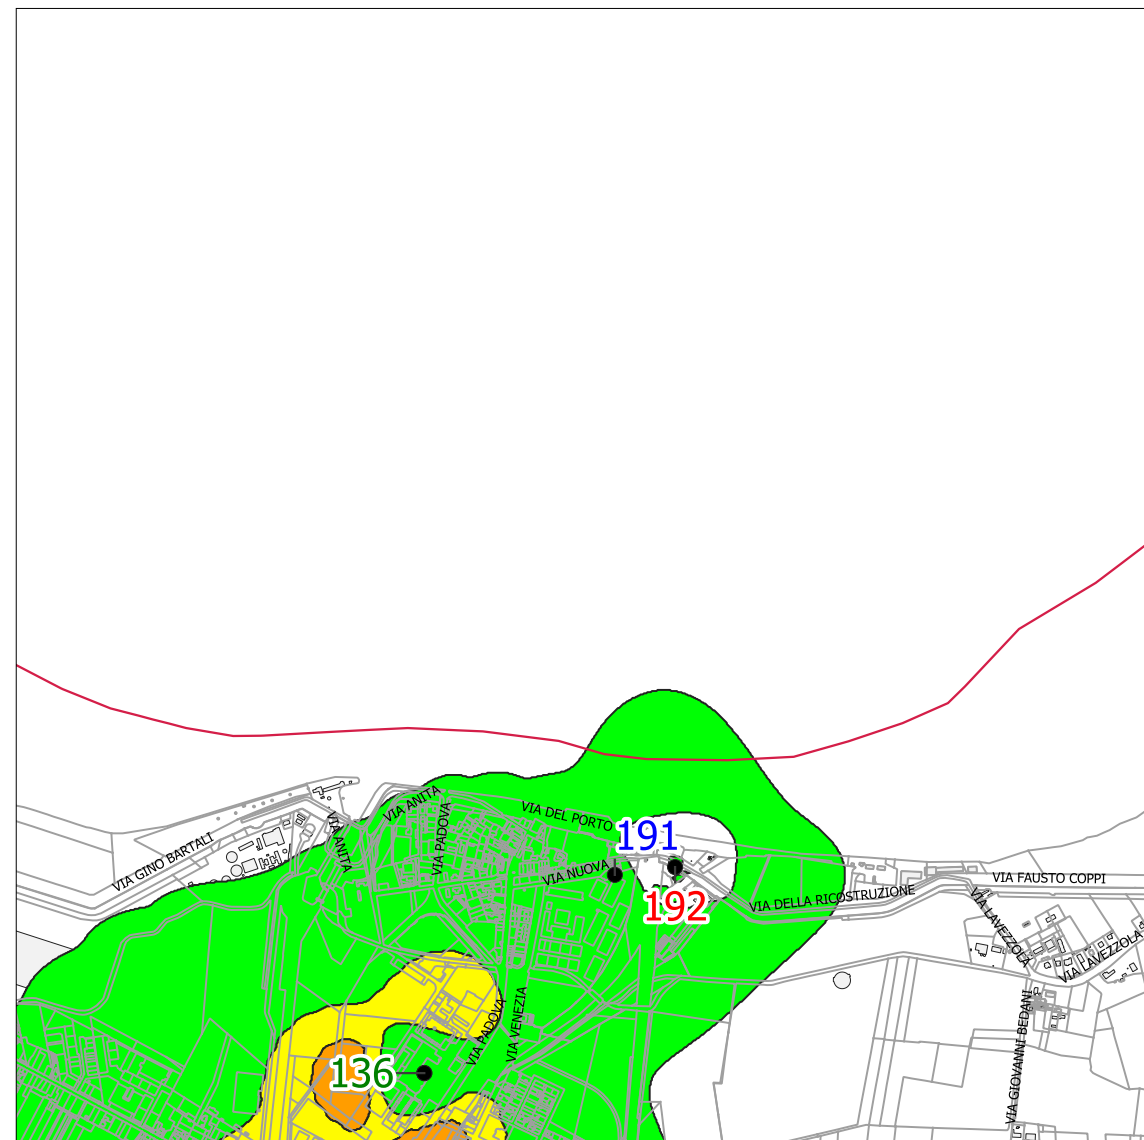 VIA ANITA
VIA DEL PORTO
VIA PADOVA
VIA GINO BARTALI
VIA ANITA
191
VIA NUOVA
VIA FAUSTO COPPI
VIA DELLA RICOSTRUZIONE
192
VIA LAVEZZOLA
VIA LAVEZZOLA
VIA PADOVA
VIA VENEZIA
VIA GIOVANNI BEDANI
136